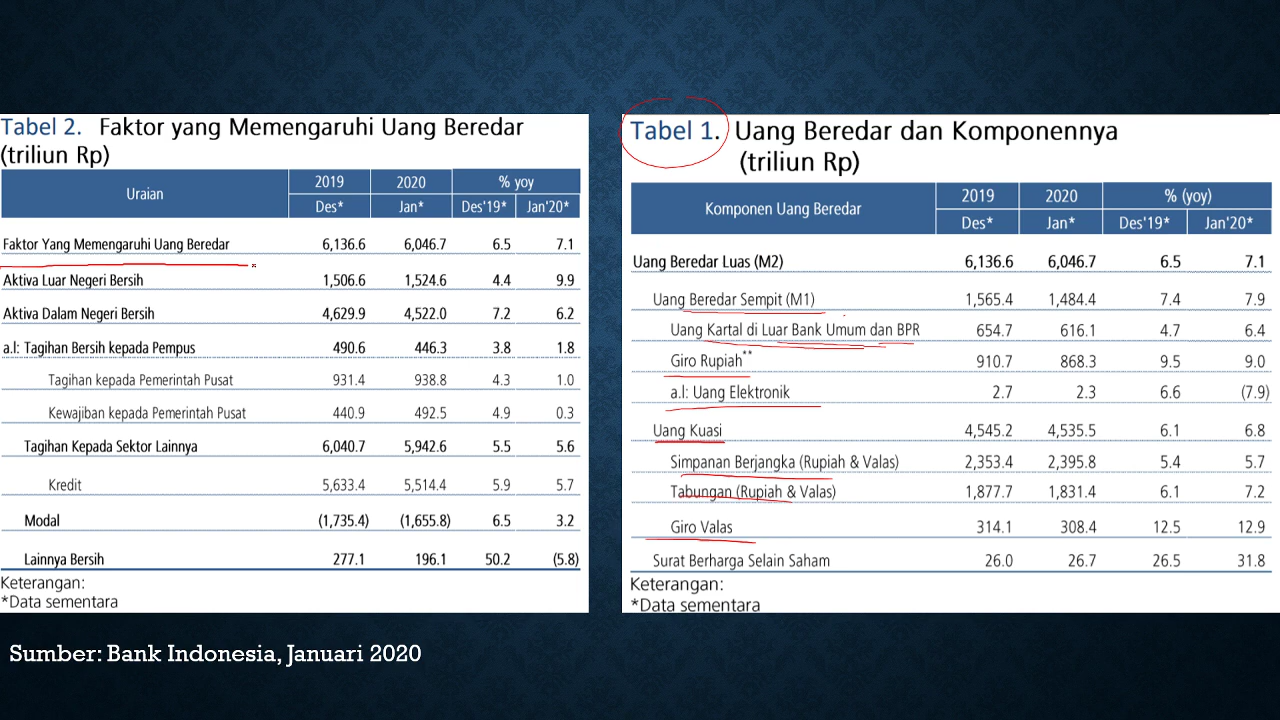 Tabel 2. Faktor yang Memengaruhi Uang Beredar
(triliun Rp)
Uraian 2019 2020 % yoy
Des* Jan* Des'19* Jan'20*
Faktor Yang Memengaruhi Uang Beredar 6,136.6 6,046.7 6.5 7.1
Aktiva Luar Negeri Bersih 1,506.6 1,524.6 4.4 9.9
Aktiva Dalam Negeri Bersih 4,629.9 4,522.0 7.2 6.2
a.l: Tagihan Bersih kepada Pempus 490.6 446.3 3.8 1.8
Tagihan kepada Pemerintah Pusat 931.4 938.8 4.3 1.0
Kewajiban kepada Pemerintah Pusat 440.9 492.5 4.9 0.3
Tagihan Kepada Sektor Lainnya 6,040.7 5,942.6 5.5 5.6
Kredit 5,633.4 5,514.4 5.9 5.7
Modal (1,735.4) (1,655.8) 6.5 3.2
Lainnya Bersih 277.1 196.1 50.2 (5.8)
Keterangan:
*Data sementara
Tabel 1. Uang Beredar dan Komponennya
(triliun Rp)
Komponen Uang Beredar 2019 2020 % (yoy)
Des* Jan* Des'19* Jan'20*
Uang Beredar Luas (M2) 6,136.6 6,046.7 6.5 7.1
Uang Beredar Sempit (M1) 1,565.4 1,484.4 7.4 7.9
Uang Kartal di Luar Bank Umum dan BPR 654.7 616.1 4.7 6.4
Giro Rupiah** 910.7 868.3 9.5 9.0
a.l: Uang Elektronik 2.7 2.3 6.6 (7.9)
Uang Kuasi 4,545.2 4,535.5 6.1 6.8
Simpanan Berjangka (Rupiah & Valas) 2,353.4 2,395.8 5.4 5.7
Tabungan (Rupiah & Valas) 1,877.7 1,831.4 6.1 7.2
Giro Valas 314.1 308.4 12.5 12.9
Surat Berharga Selain Saham 26.0 26.7 26.5 31.8
Keterangan:
*Data sementara
Sumber: Bank Indonesia, Januari 2020